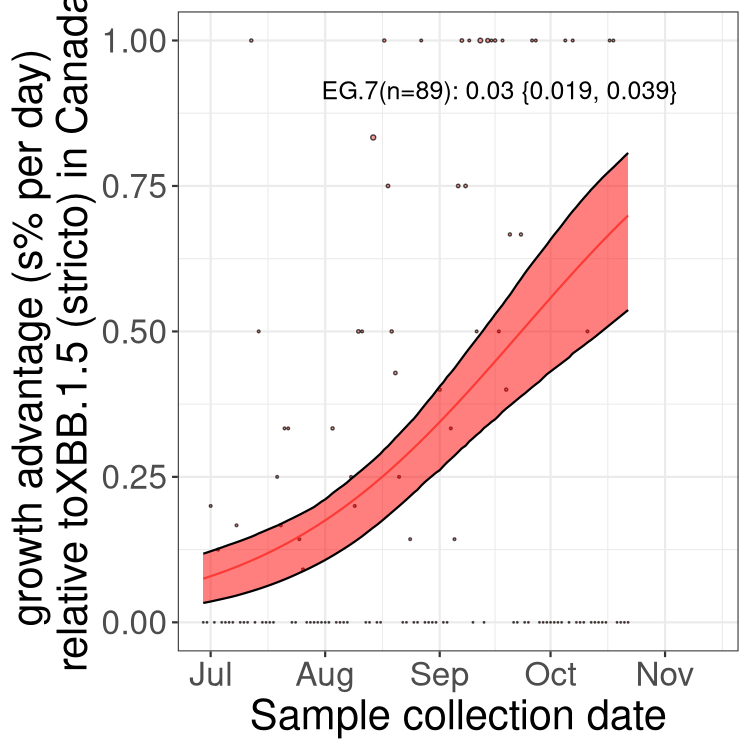 growth advantage (s% per day)
relative toXBB.1.5 (stricto) in Canada
1.00
0.75
0.50
0.25
0.00
EG.7(n=89): 0.03 {0.019, 0.039}
Jul Aug Sep Oct Nov
Sample collection date